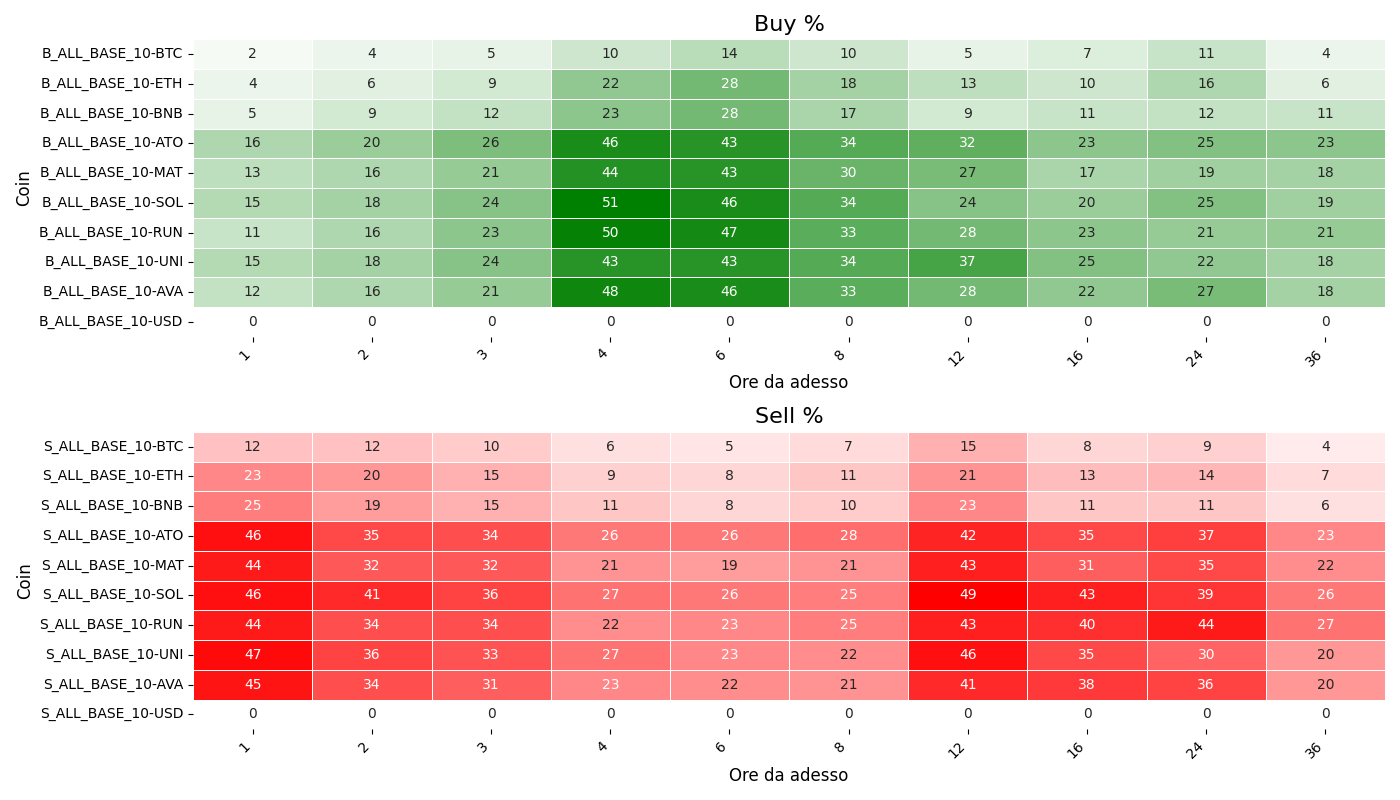 Buy %
Coin
B_ALL_BASE_10-BTC 2 4 5 10 14 10 5 7 11 4
B_ALL_BASE_10-ETH 4 6 9 22 28 18 13 10 16 6
B_ALL_BASE_10-BNB 5 9 12 23 28 17 9 11 12 11
B_ALL_BASE_10-ATO 16 20 26 46 43 34 32 23 25 23
B_ALL_BASE_10-MAT 13 16 21 44 43 30 27 17 19 18
B_ALL_BASE_10-SOL 15 18 24 51 46 34 24 20 25 19
B_ALL_BASE_10-RUN 11 16 23 50 47 33 28 23 21 21
B_ALL_BASE_10-UNI 15 18 24 43 43 34 37 25 22 18
B_ALL_BASE_10-AVA 12 16 21 48 46 33 28 22 27 18
B_ALL_BASE_10-USD 0 0 0 0 0 0 0 0 0 0
1 2 3 4 6 8 12 16 24 36
Ore da adesso
Sell %
Coin
S_ALL_BASE_10-BTC 12 12 10 6 5 7 15 8 9 4
S_ALL_BASE_10-ETH 23 20 15 9 8 11 21 13 14 7
S_ALL_BASE_10-BNB 25 19 15 11 8 10 23 11 11 6
S_ALL_BASE_10-ATO 46 35 34 26 26 28 42 35 37 23
S_ALL_BASE_10-MAT 44 32 32 21 19 21 43 31 35 22
S_ALL_BASE_10-SOL 46 41 36 27 26 25 49 43 39 26
S_ALL_BASE_10-RUN 44 34 34 22 23 25 43 40 44 27
S_ALL_BASE_10-UNI 47 36 33 27 23 22 46 35 30 20
S_ALL_BASE_10-AVA 45 34 31 23 22 21 41 38 36 20
S_ALL_BASE_10-USD 0 0 0 0 0 0 0 0 0 0
1 2 3 4 6 8 12 16 24 36
Ore da adesso